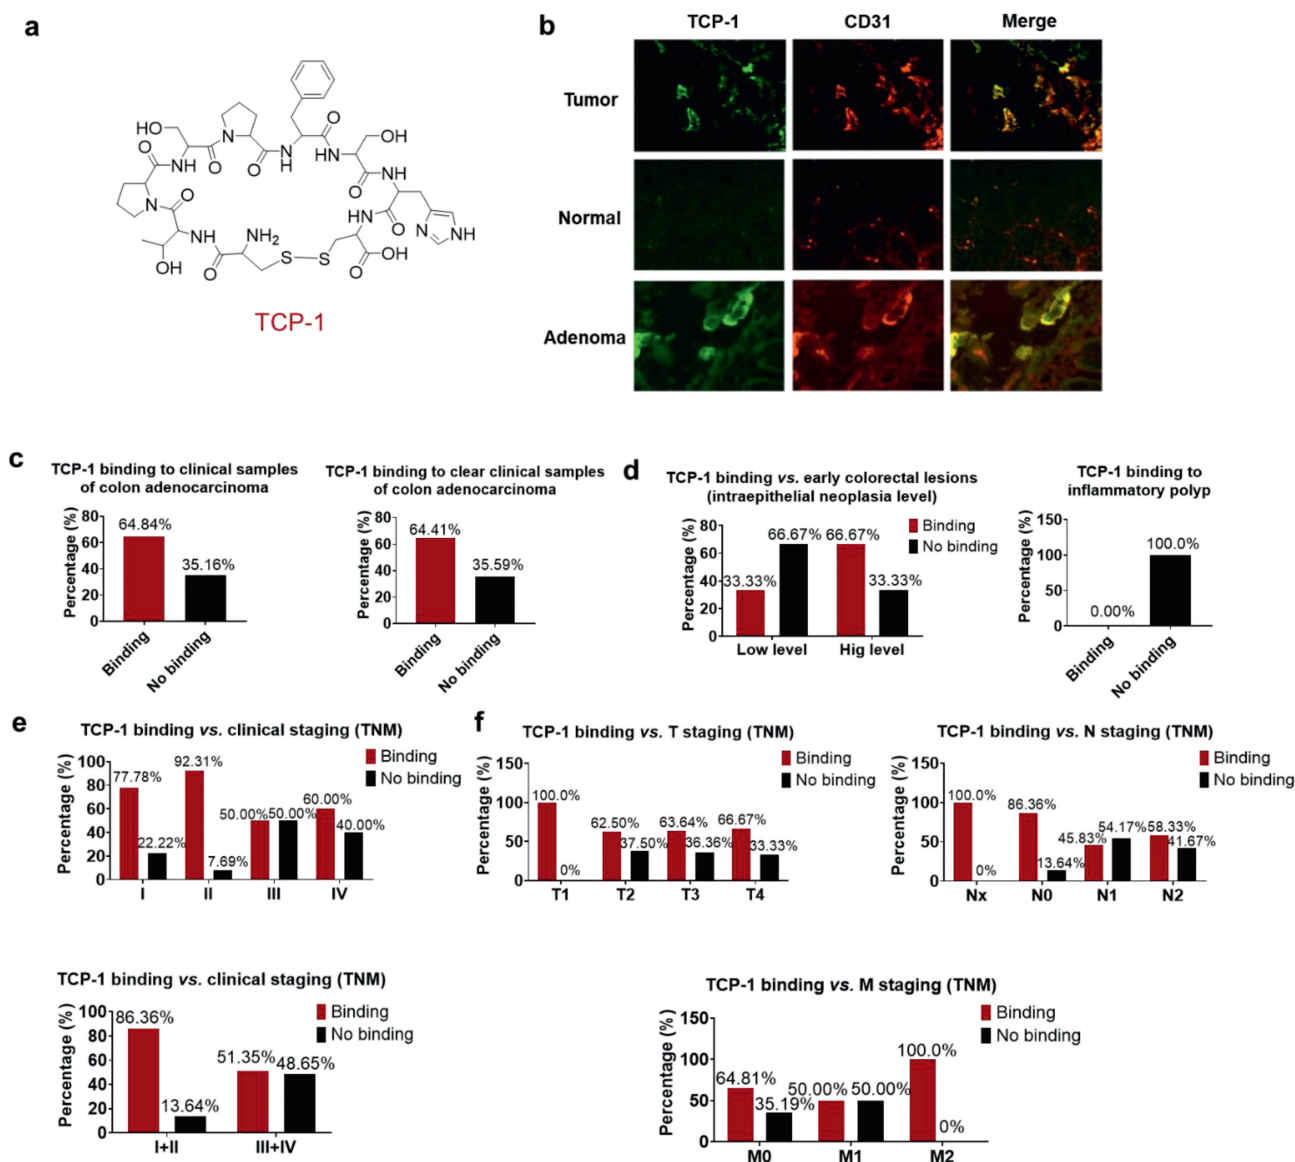 a
HO
O
NH
O
N
O
O
H
N
HN
O
OH
O
NH
N
O
O
NH
OH
O
NH2
S
S
HN
O
OH
O
N
NH
TCP-1
b
TCP-1 CD31 Merge
Tumor
Normal
Adenoma
c
TCP-1 binding to clinical samples
of colon adenocarcinoma
Percentage (%)
80
60
40
20
0
64.84%
35.16%
Binding
No binding
TCP-1 binding to clear clinical samples
of colon adenocarcinoma
Percentage (%)
80
60
40
20
0
64.41%
35.59%
Binding
No binding
d
TCP-1 binding vs. early colorectal lesions
(intraepithelial neoplasia level)
Percentage (%)
80
60
40
20
0
33.33%
66.67%
66.67%
33.33%
Low level
Hig level
Binding
No binding
TCP-1 binding to
inflammatory polyp
Percentage (%)
150
100
50
0
0.00%
100.0%
Binding
No binding
e
TCP-1 binding vs. clinical staging (TNM)
Percentage (%)
100
80
60
40
20
0
77.78%
22.22%
92.31%
7.69%
50.00%
50.00%
60.00%
40.00%
I II III IV
Binding
No binding
TCP-1 binding vs. clinical staging (TNM)
Percentage (%)
100
80
60
40
20
0
86.36%
13.64%
51.35%
48.65%
I+II III+IV
Binding
No binding
f
TCP-1 binding vs. T staging (TNM)
Percentage (%)
150
100
50
0
100.0%
0%
62.50%
37.50%
63.64%
36.36%
66.67%
33.33%
T1 T2 T3 T4
Binding
No binding
TCP-1 binding vs. N staging (TNM)
Percentage (%)
150
100
50
0
100.0%
0%
86.36%
13.64%
45.83%
54.17%
58.33%
41.67%
Nx N0 N1 N2
Binding
No binding
TCP-1 binding vs. M staging (TNM)
Percentage (%)
150
100
50
0
64.81%
35.19%
50.00%
50.00%
100.0%
0%
M0 M1 M2
Binding
No binding